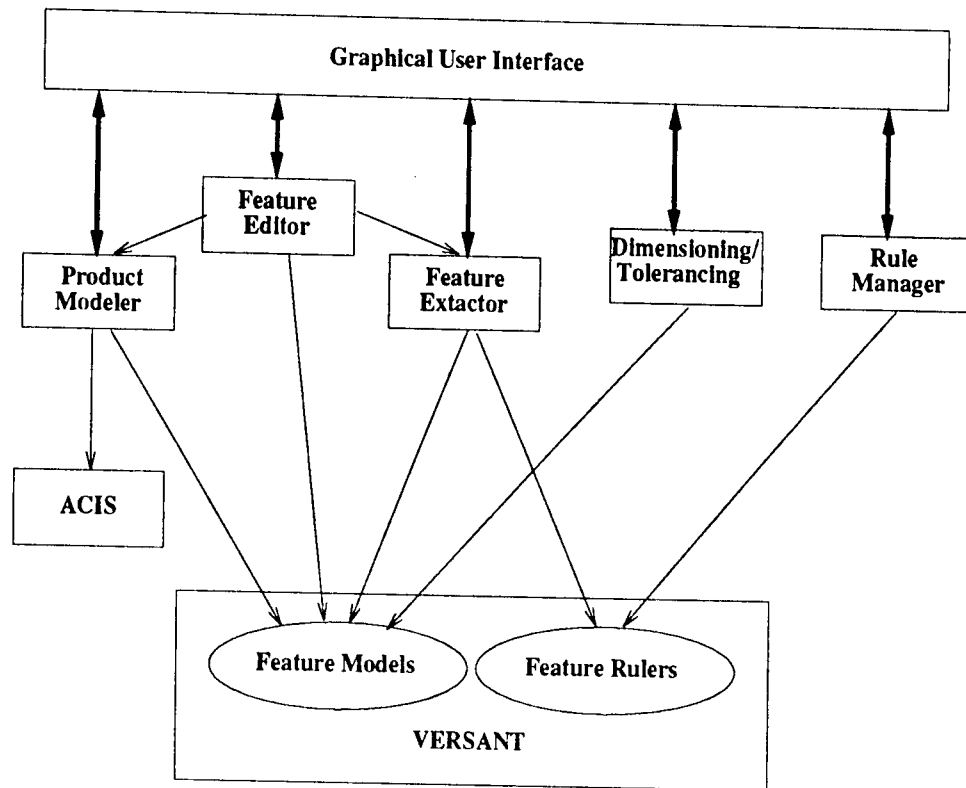 Graphical User Interface
Feature
Editor
Product
Modeler
Feature
Extactor
Dimensioning/
Tolerancing
Rule
Manager
ACIS
Feature Models
Feature Rulers
VERSANT